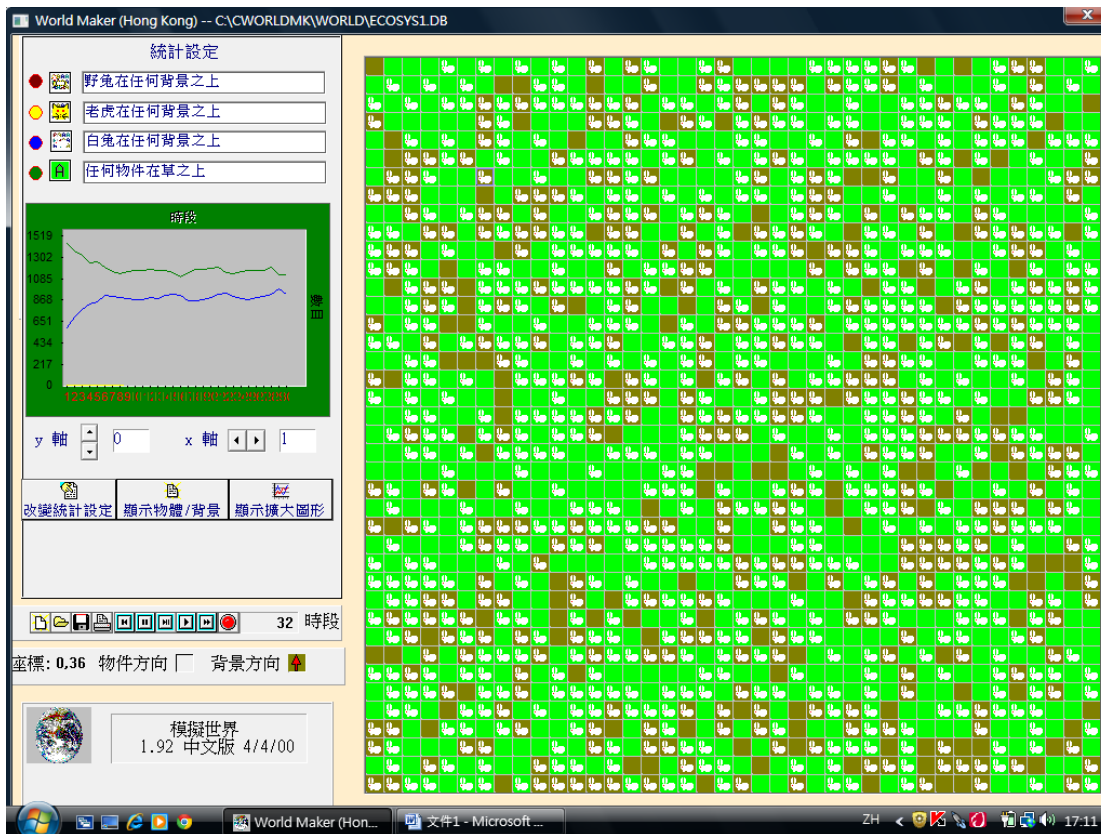 World Maker (Hong Kong) -- C:\CWORLDMK\WORLD\ECOSYS1.DB
統計設定
野兔在任何背景之上
老虎在任何背景之上
白兔在任何背景之上
A 任何物件在草之上
時段
1519
1302
1085
868
651
434
217
0
數目
y 軸 0 x 軸 1
改變統計設定 顯示物體/背景 顯示擴大圖形
32 時段
座標: 0,36 物件方向 背景方向
模擬世界
1.92 中文版 4/4/00
World Maker (Hon... 文件1 - Microsoft ... ZH 17:11